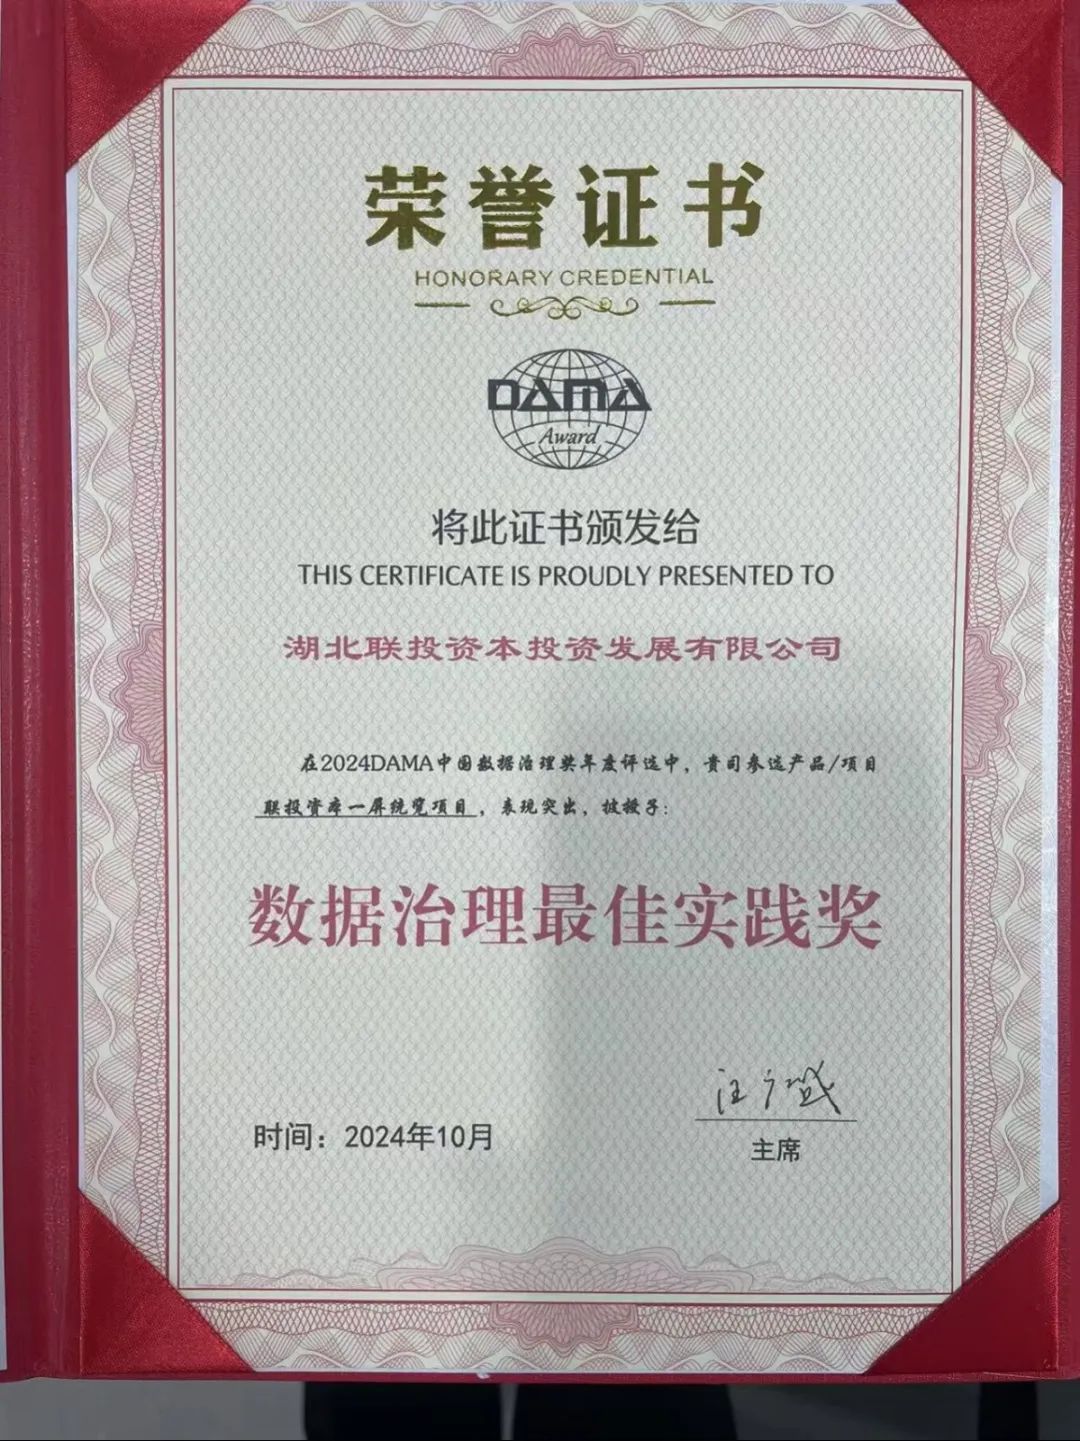 荣誉证书
HONORARY CREDENTIAL
DAMA
Award
将此证书颁发给
THIS CERTIFICATE IS PROUDLY PRESENTED TO
湖北联投资本投资发展有限公司
在2024DAMA中国数据治理奖年度评选中，贵司参选产品/项目
联投资本一屏统览项目，表现突出，被授予：
数据治理最佳实践奖
汪广盛
时间：2024年10月
主席